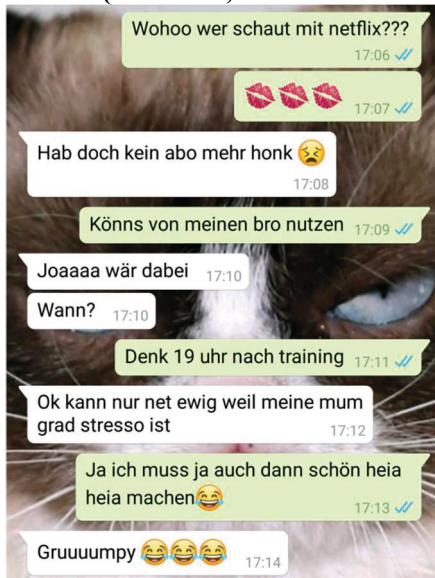 Wohoo wer schaut mit netflix???
17:06
💋💋💋 17:07
Hab doch kein abo mehr honk 😣
17:08
Könns von meinen bro nutzen 17:09
Joaaaa wär dabei 17:10
Wann? 17:10
Denk 19 uhr nach training 17:11
Ok kann nur net ewig weil meine mum
grad stresso ist
17:12
Ja ich muss ja auch dann schön heia
heia machen😂
17:13
Gruuuumpy 😂😂😂 17:14